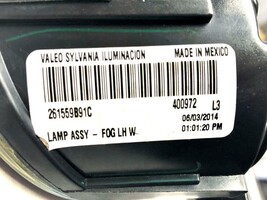 VALEO SYLVANIA ILUMINACION MADE IN MEXICO
261559B91C 400972 L3
LAMP ASSY - FOG LH W 06/03/2014
01:01:20 PM